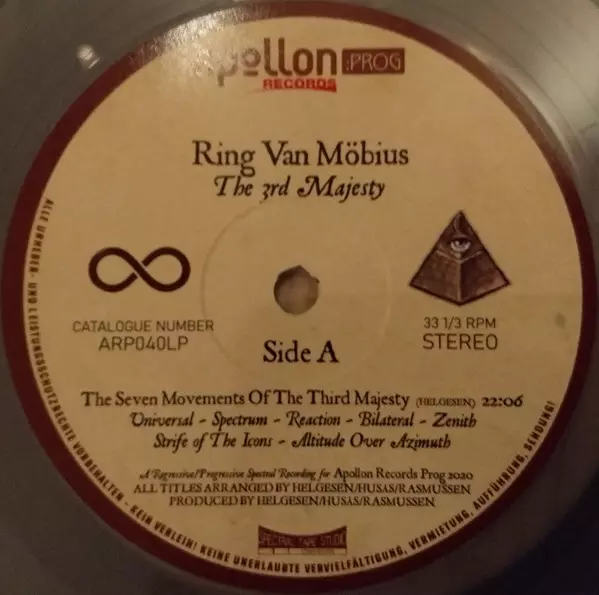 apollon :PROG
RECORDS
Ring Van Möbius
The 3rd Majesty
CATALOGUE NUMBER
ARP040LP
33 1/3 RPM
STEREO
Side A
The Seven Movements Of The Third Majesty (HELGESEN) 22:06
Universal - Spectrum - Reaction - Bilateral - Zenith
Strife of The Icons - Altitude Over Azimuth
A Regressive/Progressive Spectral Recording for Apollon Records Prog 2020
ALL TITLES ARRANGED BY HELGESEN/HUSÅS/RASMUSSEN
PRODUCED BY HELGESEN/HUSÅS/RASMUSSEN
SPECTRAL TAPE STUDIO
ALLE URHEBER- UND LEISTUNGSSCHUTZRECHTE VORBEHALTEN - KEIN VERLEIH! KEINE UNERLAUBTE VERVIELFÄLTIGUNG, VERMIETUNG, AUFFÜHRUNG, SENDUNG!